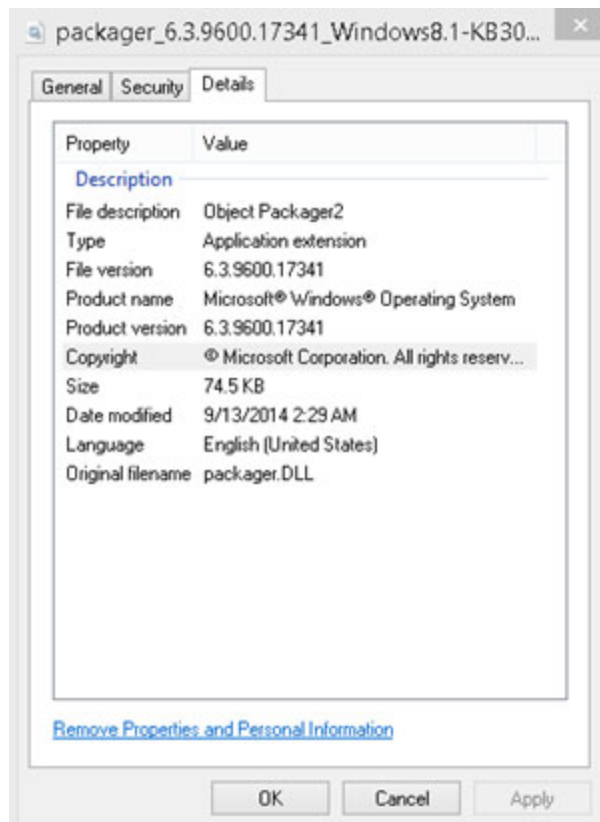 packager_6.3.9600.17341_Windows8.1-KB30...
General Security Details
Property Value
Description
File description Object Packager2
Type Application extension
File version 6.3.9600.17341
Product name Microsoft® Windows® Operating System
Product version 6.3.9600.17341
Copyright © Microsoft Corporation. All rights reserv...
Size 74.5 KB
Date modified 9/13/2014 2:29 AM
Language English (United States)
Original filename packager.DLL
Remove Properties and Personal Information
OK Cancel Apply